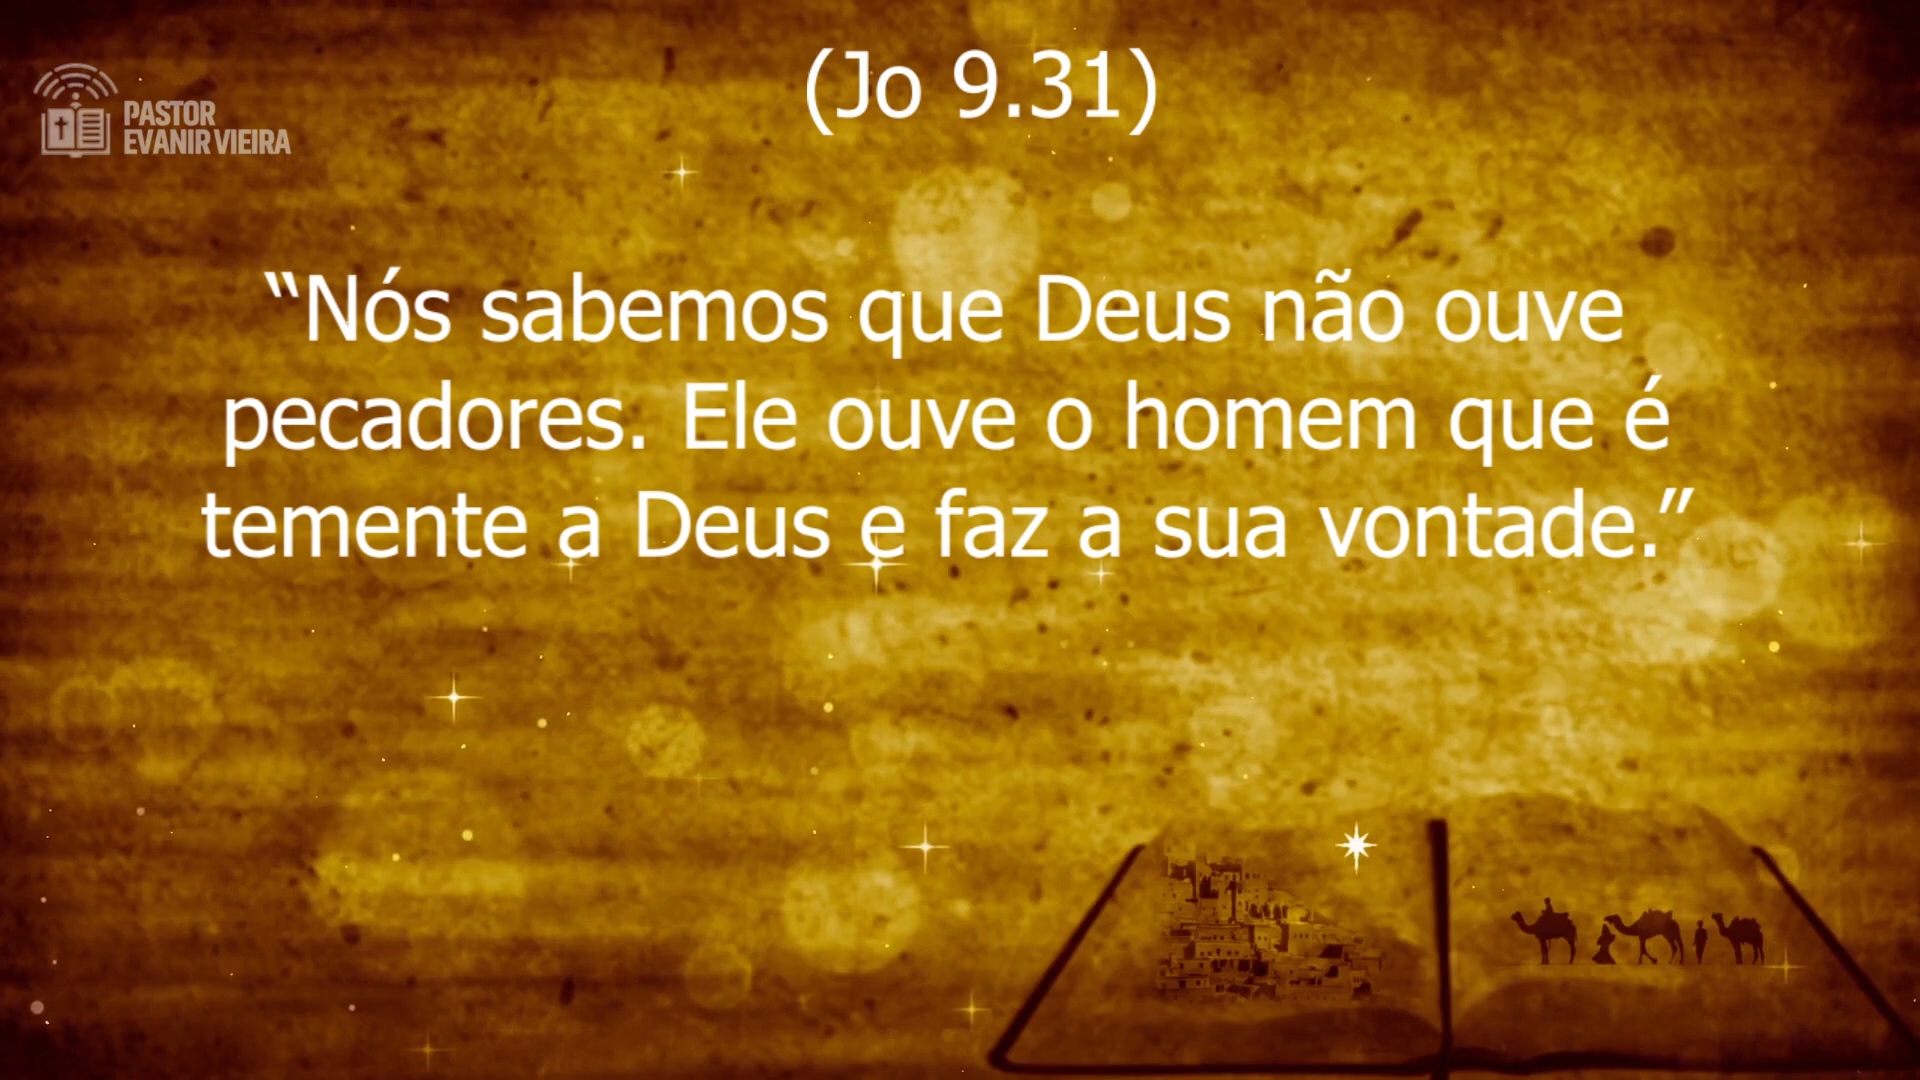 (Jo 9.31)
PASTOR
EVANIR VIEIRA
“Nós sabemos que Deus não ouve
pecadores. Ele ouve o homem que é
temente a Deus e faz a sua vontade.”